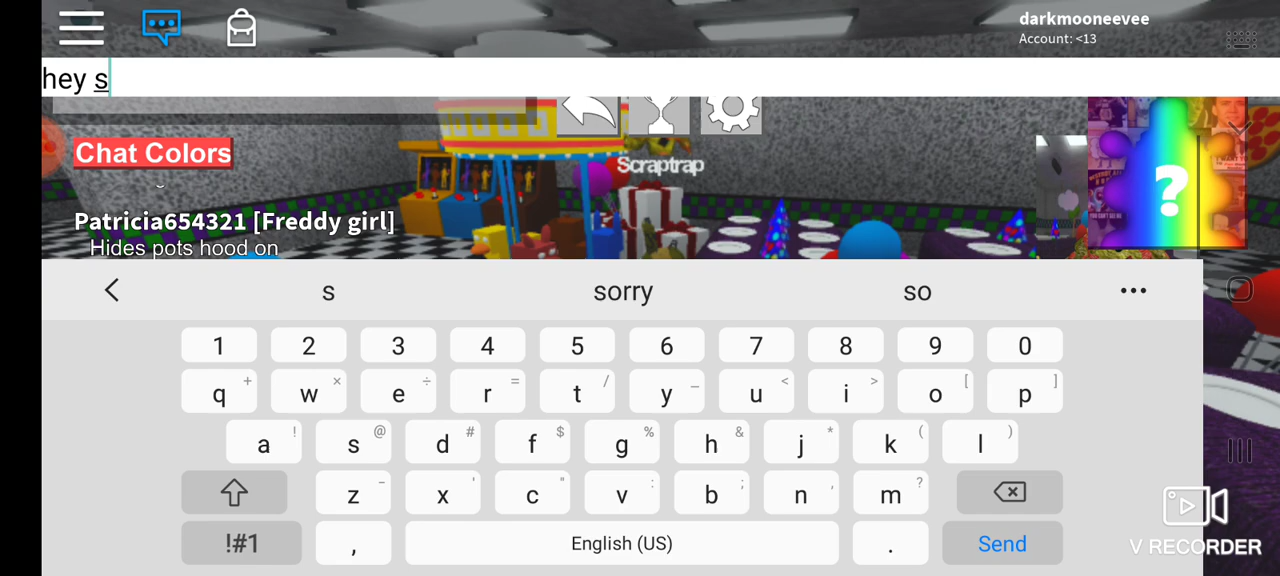 darkmooneevee
Account: <13
hey s
Chat Colors
Scraptrap
?
Patricia654321 [Freddy girl]
Hides pots hood on
s sorry so
1 2 3 4 5 6 7 8 9 0
q + w × e ÷ r = t / y _ u < i > o [ p ]
a ! s @ d # f $ g % h & j * k ( l )
z - x ' c " v : b ; n , m ?
!#1 , English (US) . Send
V RECORDER